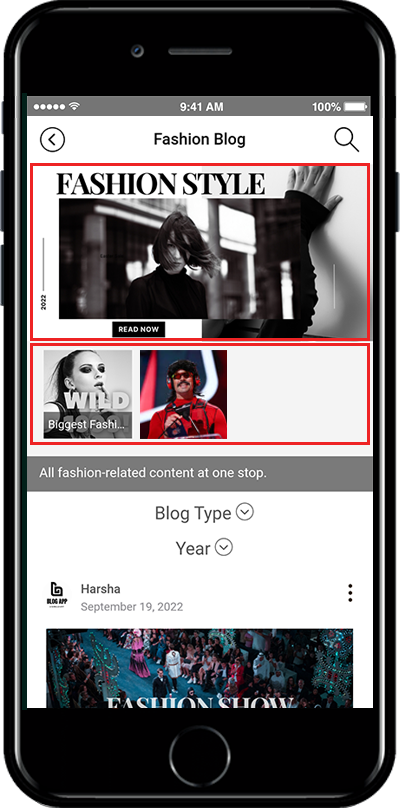 9:41 AM 100%
Fashion Blog
FASHION STYLE
2022
READ NOW
WILD
Biggest Fashi...
All fashion-related content at one stop.
Blog Type
Year
Harsha
BLOG APP
September 19, 2022
FASHION SHOW